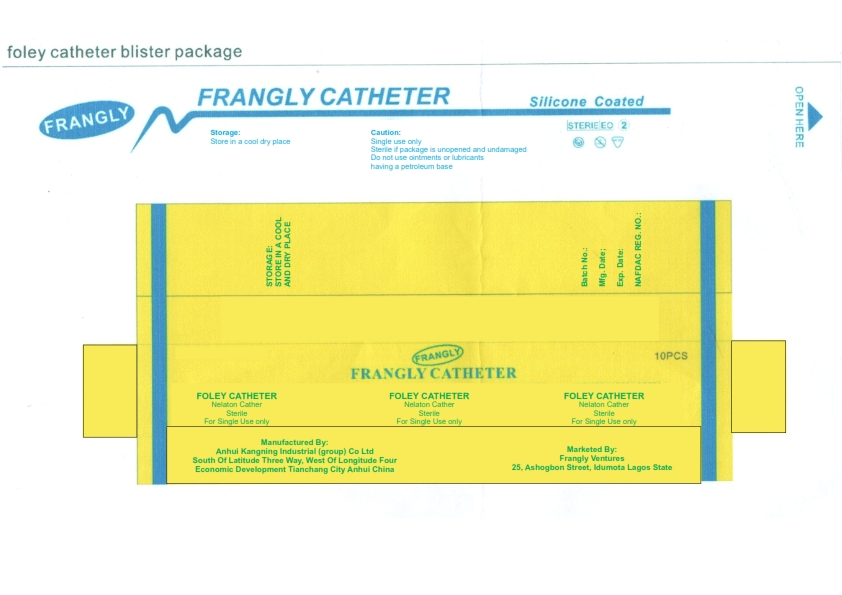 foley catheter blister package
FRANGLY
FRANGLY CATHETER
Silicone Coated
OPEN HERE
Storage:
Store in a cool dry place
Caution:
Single use only
Sterile if package is unopened and undamaged
Do not use ointments or lubricants
having a petroleum base
STERILE EO 2
STORAGE:
STORE IN A COOL
AND DRY PLACE
Batch No.:
Mfg. Date;
Exp. Date:
NAFDAC REG. NO.:
FRANGLY
FRANGLY CATHETER
10PCS
FOLEY CATHETER
Nelaton Cather
Sterile
For Single Use only
FOLEY CATHETER
Nelaton Cather
Sterile
For Single Use only
FOLEY CATHETER
Nelaton Cather
Sterile
For Single Use only
Manufactured By:
Anhui Kangning Industrial (group) Co Ltd
South Of Latitude Three Way, West Of Longitude Four
Economic Development Tianchang City Anhui China
Marketed By:
Frangly Ventures
25, Ashogbon Street, Idumota Lagos State